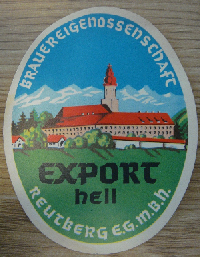 BRAUEREIGENOSSENSCHAFT
EXPORT
hell
REUTBERG E.G.m.b.h.